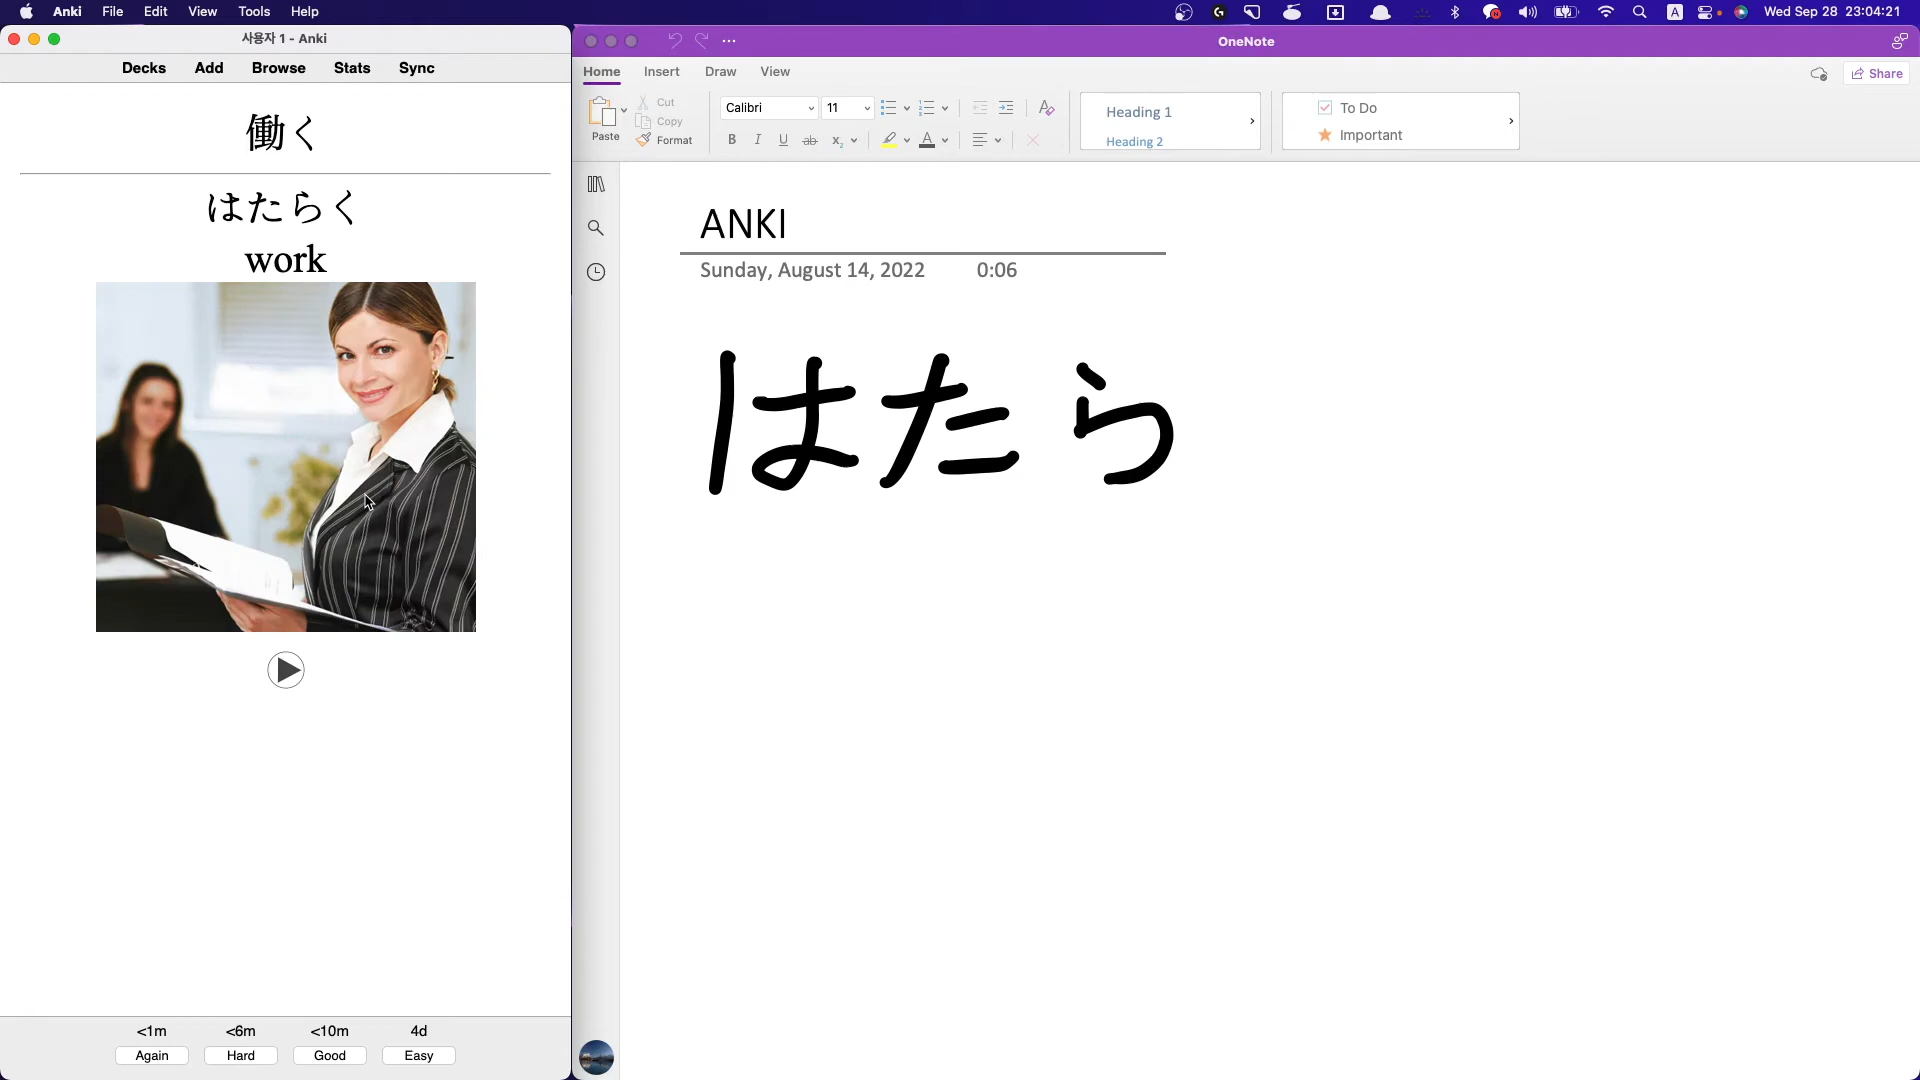 Anki File Edit View Tools Help
A
Wed Sep 28 23:04:21
사용자 1 - Anki
Decks Add Browse Stats Sync
働く
はたらく
work
<1m <6m <10m 4d
Again Hard Good Easy
OneNote
Home Insert Draw View
Share
Paste
Cut
Copy
Format
Calibri 11
B I U ab x₂ A
Heading 1
Heading 2
To Do
Important
ANKI
Sunday, August 14, 2022 0:06
はたら